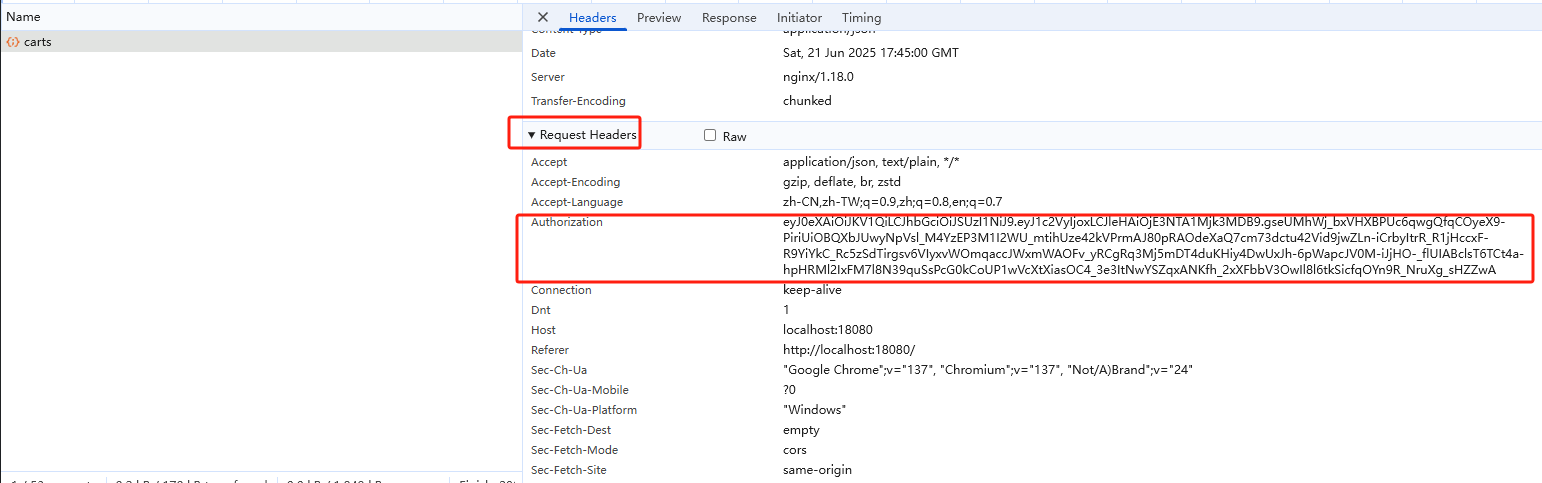 Name
Headers Preview Response Initiator Timing
carts
Content-Type application/json
Date Sat, 21 Jun 2025 17:45:00 GMT
Server nginx/1.18.0
Transfer-Encoding chunked
Request Headers Raw
Accept application/json, text/plain, */*
Accept-Encoding gzip, deflate, br, zstd
Accept-Language zh-CN,zh-TW;q=0.9,zh;q=0.8,en;q=0.7
Authorization eyJ0eXAiOiJKV1QiLCJhbGciOiJSUzI1NiJ9.eyJ1c2VyIjoxLCJleHAiOjE3NTA1Mjk3MDB9.gseUMhWj_bxVHXBPUc6qwgQfqCOyeX9-
PiriUiOBQXbJUwyNpVsl_M4YzEP3M1I2WU_mtihUze42kVPrmAJ80pRAOdeXaQ7cm73dctu42Vid9jwZLn-iCrbyItrR_R1jHccxF-
R9YiYkC_Rc5zSdTirgsv6VIyxvWOmqaccJWxmWAOFv_yRCgRq3Mj5mDT4duKHiy4DwUxJh-6pWapcJV0M-iJjHO-_flUIABclsT6TCt4a-
hpHRMl2IxFM7l8N39quSsPcG0kCoUP1wVcXtXiasOC4_3e3ItNwYSZqxANKfh_2xXFbbV3OwIl8l6tkSicfqOYn9R_NruXg_sHZZwA
Connection keep-alive
Dnt 1
Host localhost:18080
Referer http://localhost:18080/
Sec-Ch-Ua "Google Chrome";v="137", "Chromium";v="137", "Not/A)Brand";v="24"
Sec-Ch-Ua-Mobile ?0
Sec-Ch-Ua-Platform "Windows"
Sec-Fetch-Dest empty
Sec-Fetch-Mode cors
Sec-Fetch-Site same-origin